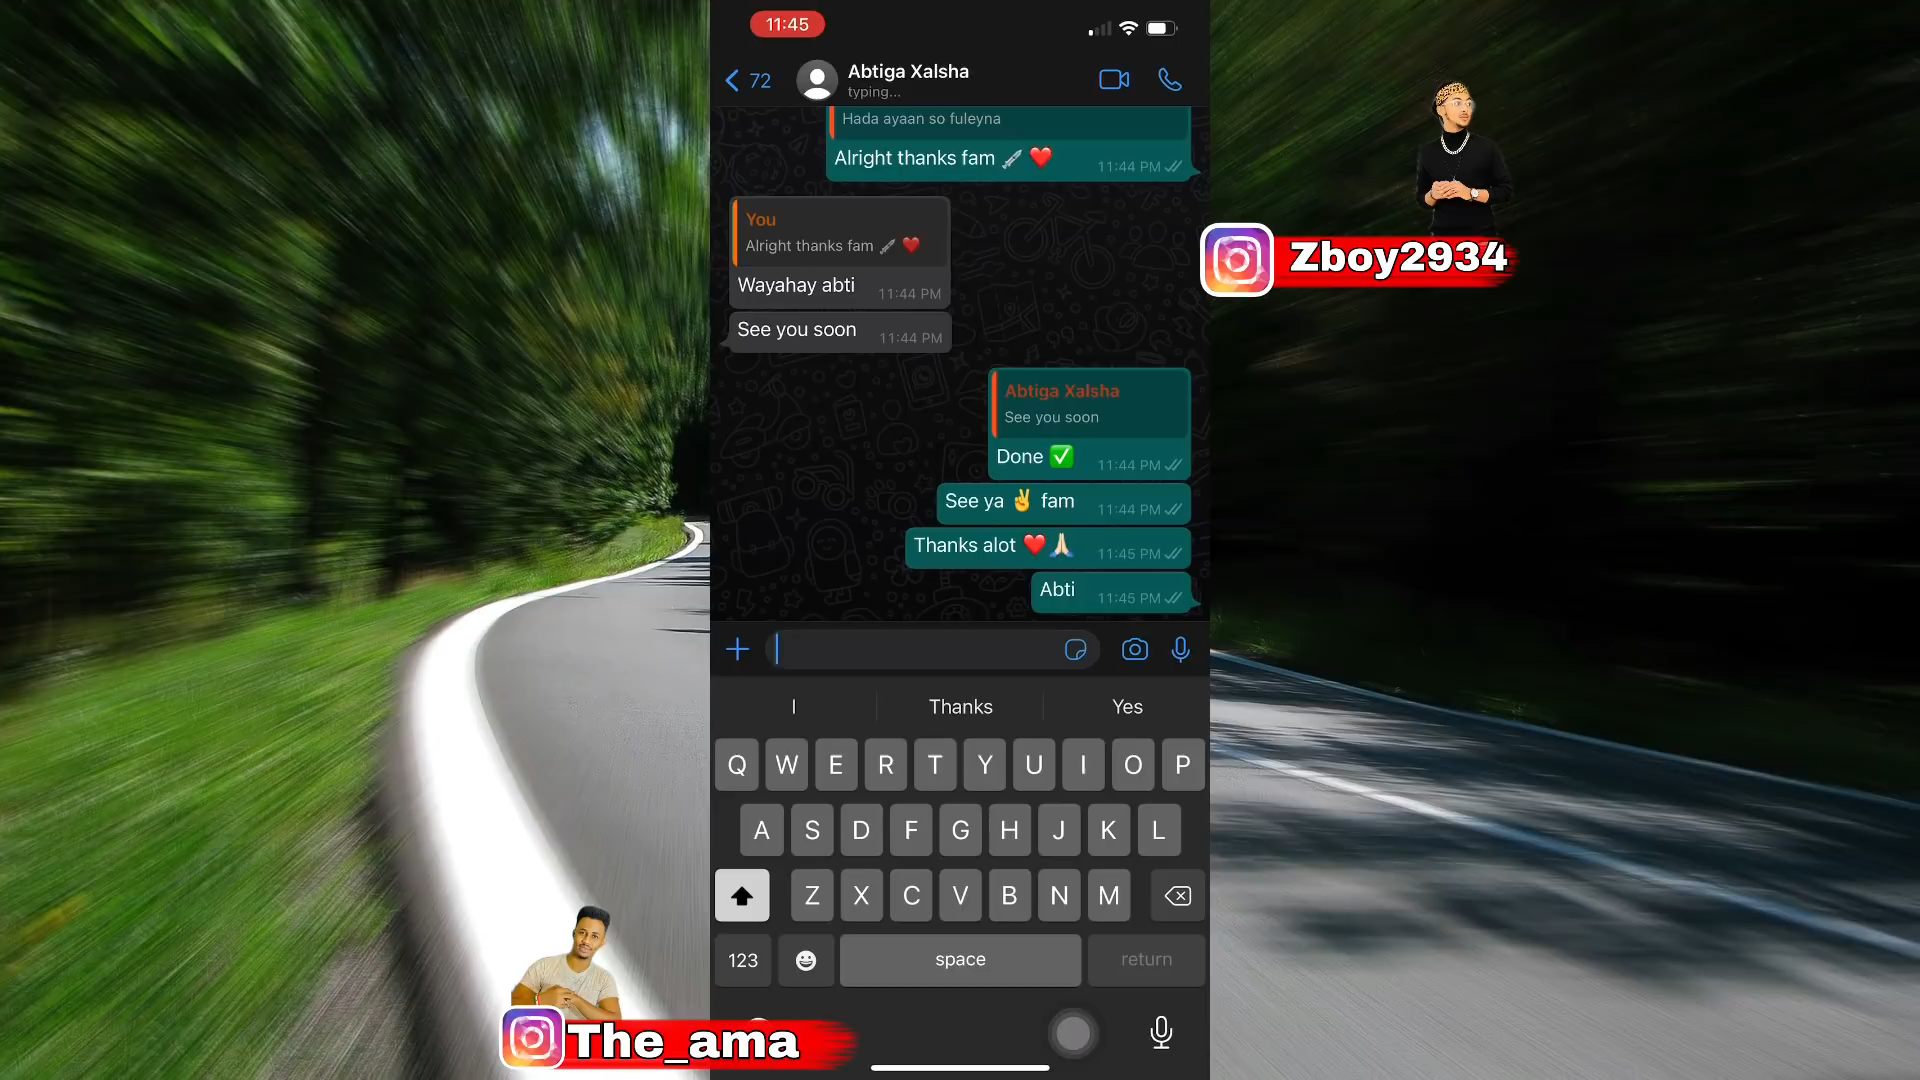 11:45
72
Abtiga Xalsha
typing...
Hada ayaan so fuleyna
Alright thanks fam 💉 ❤️ 11:44 PM
You
Alright thanks fam 💉 ❤️
Wayahay abti 11:44 PM
See you soon 11:44 PM
Abtiga Xalsha
See you soon
Done ✅ 11:44 PM
See ya ✌️ fam 11:44 PM
Thanks alot ❤️🙏🏻 11:45 PM
Abti 11:45 PM
I Thanks Yes
Q W E R T Y U I O P
A S D F G H J K L
Z X C V B N M
123 space return
Zboy2934
The_ama